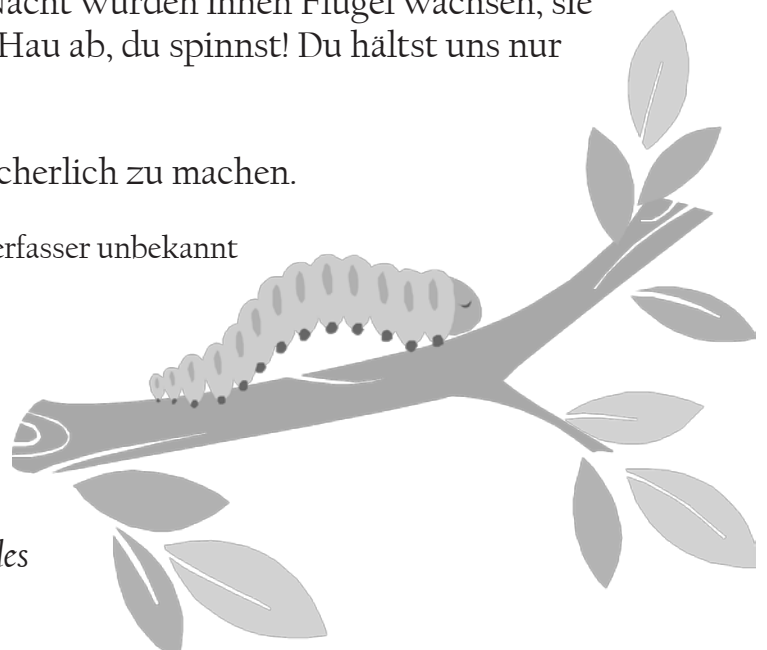 Nacht würden ihnen Flügel wachsen, sie
Hau ab, du spinnst! Du hältst uns nur
cherlich zu machen.
erfasser unbekannt
les